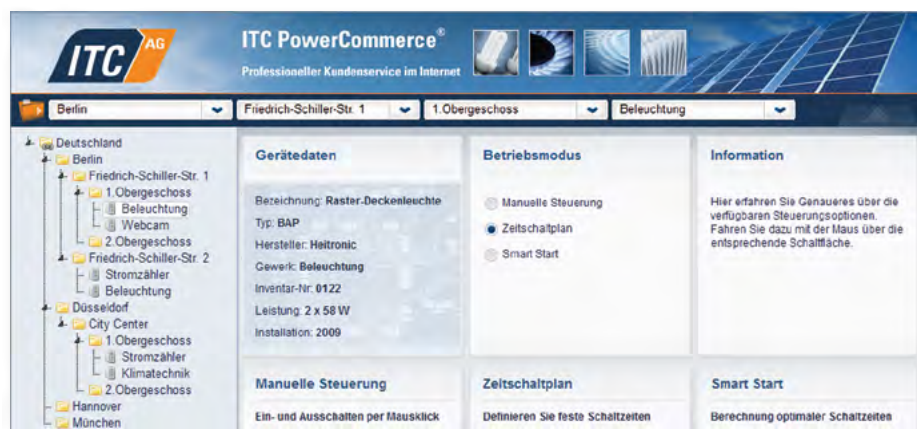 ITC AG
ITC PowerCommerce®
Professioneller Kundenservice im Internet
Berlin
Friedrich-Schiller-Str. 1
1.Obergeschoss
Beleuchtung
Deutschland
Berlin
Friedrich-Schiller-Str. 1
1.Obergeschoss
Beleuchtung
Webcam
2.Obergeschoss
Friedrich-Schiller-Str. 2
Stromzähler
Beleuchtung
Düsseldorf
City Center
1.Obergeschoss
Stromzähler
Klimatechnik
2.Obergeschoss
Hannover
München
Gerätedaten
Bezeichnung: Raster-Deckenleuchte
Typ: BAP
Hersteller: Heitronic
Gewerk: Beleuchtung
Inventar-Nr: 0122
Leistung: 2 x 58 W
Installation: 2009
Betriebsmodus
Manuelle Steuerung
Zeitschaltplan
Smart Start
Information
Hier erfahren Sie Genaueres über die
verfügbaren Steuerungsoptionen.
Fahren Sie dazu mit der Maus über die
entsprechende Schaltfläche.
Manuelle Steuerung
Ein- und Ausschalten per Mausklick
Zeitschaltplan
Definieren Sie feste Schaltzeiten
Smart Start
Berechnung optimaler Schaltzeiten